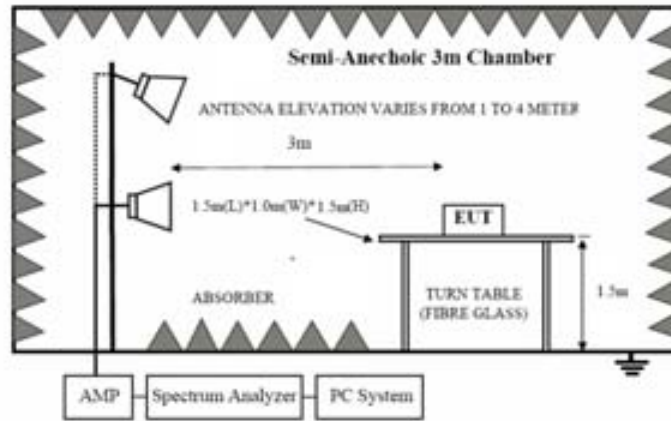 Semi-Anechoic 3m Chamber
ANTENNA ELEVATION VARIES FROM 1 TO 4 METER
3m
1.5m(L)*1.0m(W)*1.5m(H)
EUT
ABSORBER
TURN TABLE
(FIBRE GLASS)
1.5m
AMP
Spectrum Analyzer
PC System